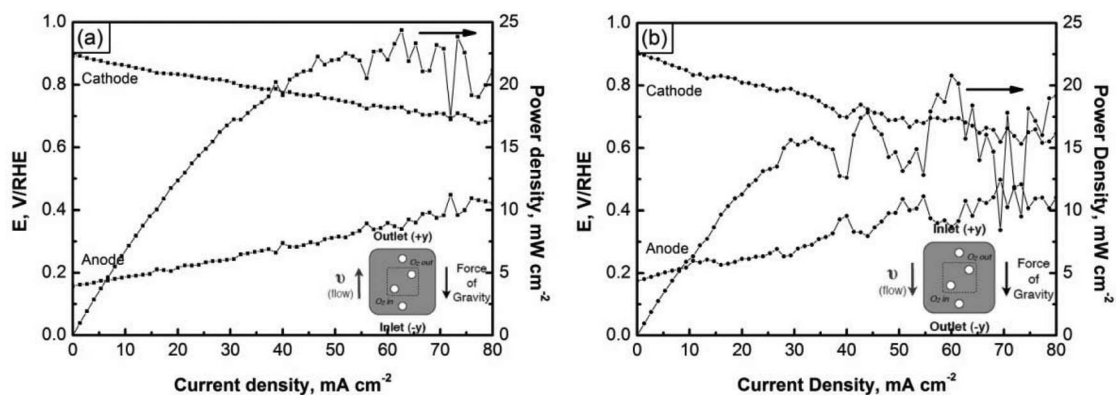 (a)
1.0
0.8
0.6
0.4
0.2
0.0
E, V/RHE
Cathode
Anode
Outlet (+y)
O₂ out
O₂ in
υ
(flow)
Force
of
Gravity
Inlet (-y)
25
20
15
10
5
0
Power density, mW cm⁻²
0 10 20 30 40 50 60 70 80
Current density, mA cm⁻²
(b)
1.0
0.8
0.6
0.4
0.2
0.0
E, V/RHE
Cathode
Anode
Inlet (+y)
O₂ out
O₂ in
υ
(flow)
Force
of
Gravity
Outlet (-y)
25
20
15
10
5
0
Power Density, mW cm⁻²
0 10 20 30 40 50 60 70 80
Current Density, mA cm⁻²